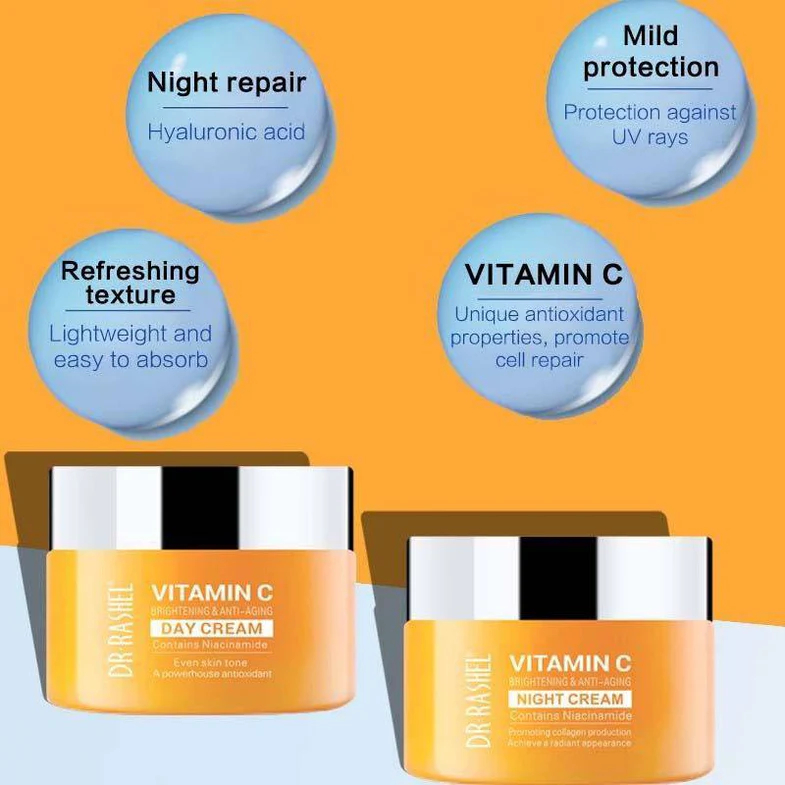 Night repair
Hyaluronic acid
Mild
protection
Protection against
UV rays
Refreshing
texture
Lightweight and
easy to absorb
VITAMIN C
Unique antioxidant
properties, promote
cell repair
DR·RASHEL
VITAMIN C
BRIGHTENING & ANTI-AGING
DAY CREAM
Contains Niacinamide
Even skin tone
A powerhouse antioxidant
DR·RASHEL
VITAMIN C
BRIGHTENING & ANTI-AGING
NIGHT CREAM
Contains Niacinamide
Promoting collagen production
Achieve a radiant appearance